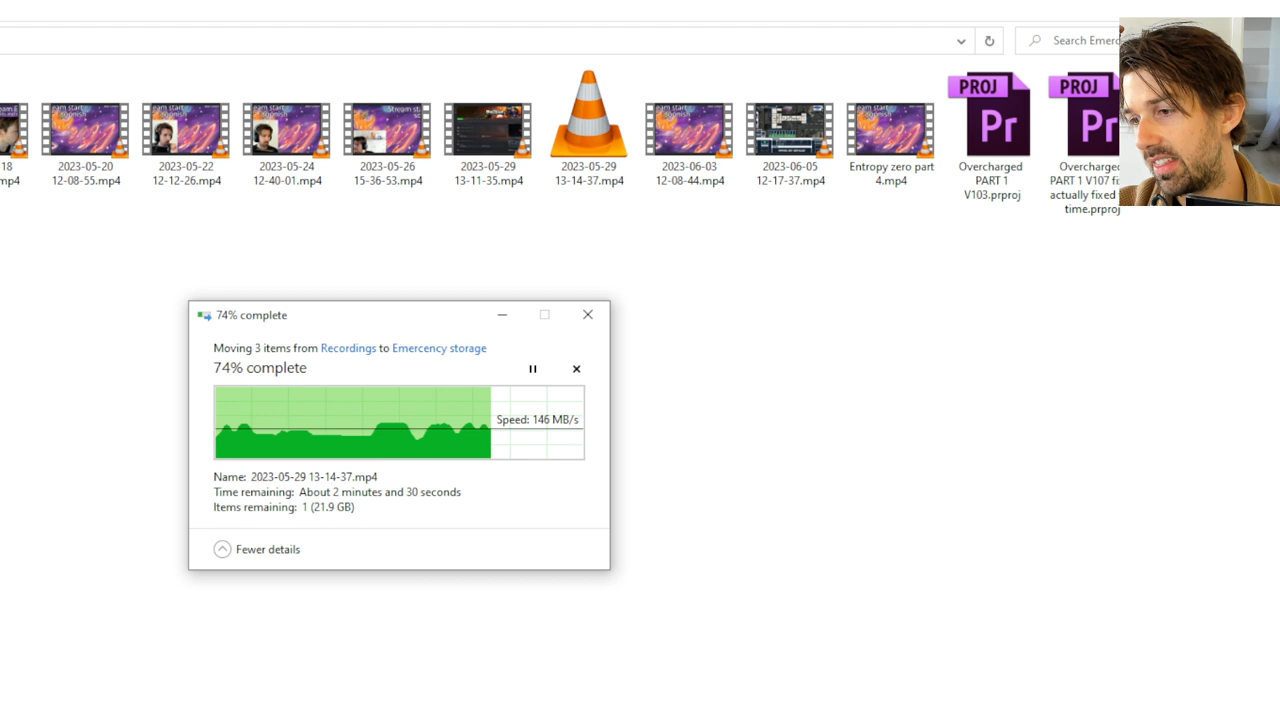 Search Emerc
PROJ
Pr
PROJ
Pr
18
mp4
2023-05-20
12-08-55.mp4
2023-05-22
12-12-26.mp4
2023-05-24
12-40-01.mp4
2023-05-26
15-36-53.mp4
2023-05-29
13-11-35.mp4
2023-05-29
13-14-37.mp4
2023-06-03
12-08-44.mp4
2023-06-05
12-17-37.mp4
Entropy zero part
4.mp4
Overcharged
PART 1
V103.prproj
Overcharged
PART 1 V107 fi
actually fixed
time.prproj
74% complete
Moving 3 items from Recordings to Emercency storage
74% complete
Speed: 146 MB/s
Name: 2023-05-29 13-14-37.mp4
Time remaining: About 2 minutes and 30 seconds
Items remaining: 1 (21.9 GB)
Fewer details